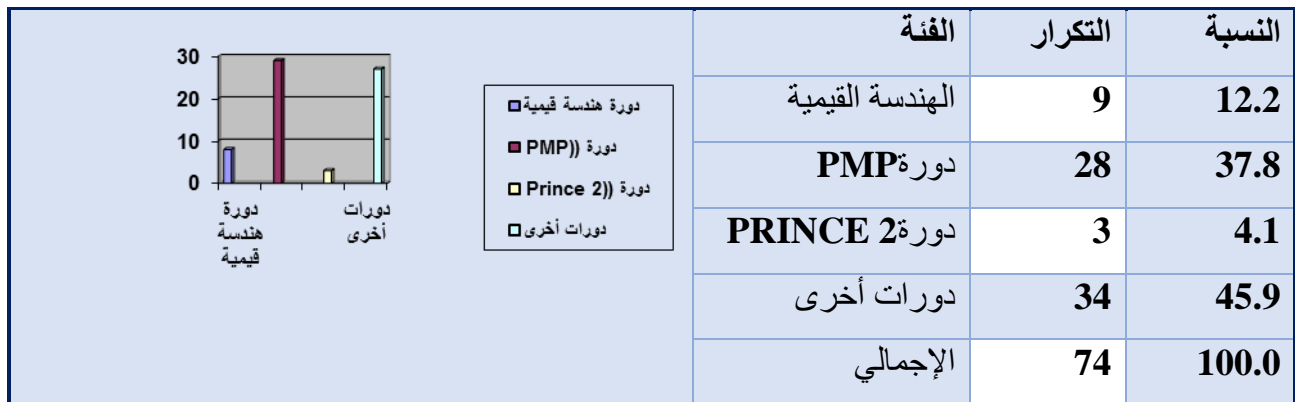 الفئة التكرار النسبة
الهندسة القيمية 9 12.2
دورةPMP 28 37.8
دورة2 PRINCE 3 4.1
دورات أخرى 34 45.9
الإجمالي 74 100.0
30
20
10
0
دورة
هندسة
قيمية
دورات
أخرى
دورة هندسة قيمية
دورة ((PMP
دورة ((Prince 2
دورات أخرى